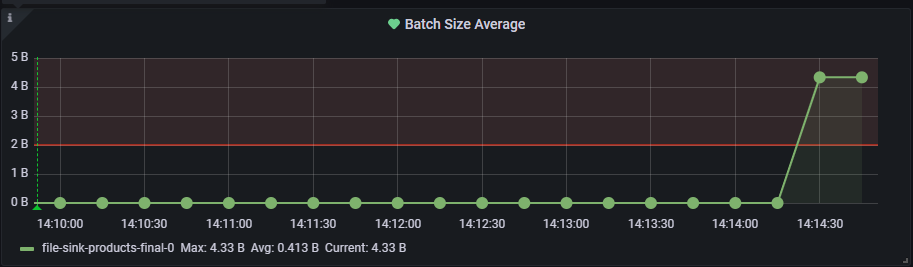 i
Batch Size Average
5 B
4 B
3 B
2 B
1 B
0 B
14:10:00 14:10:30 14:11:00 14:11:30 14:12:00 14:12:30 14:13:00 14:13:30 14:14:00 14:14:30
file-sink-products-final-0 Max: 4.33 B Avg: 0.413 B Current: 4.33 B